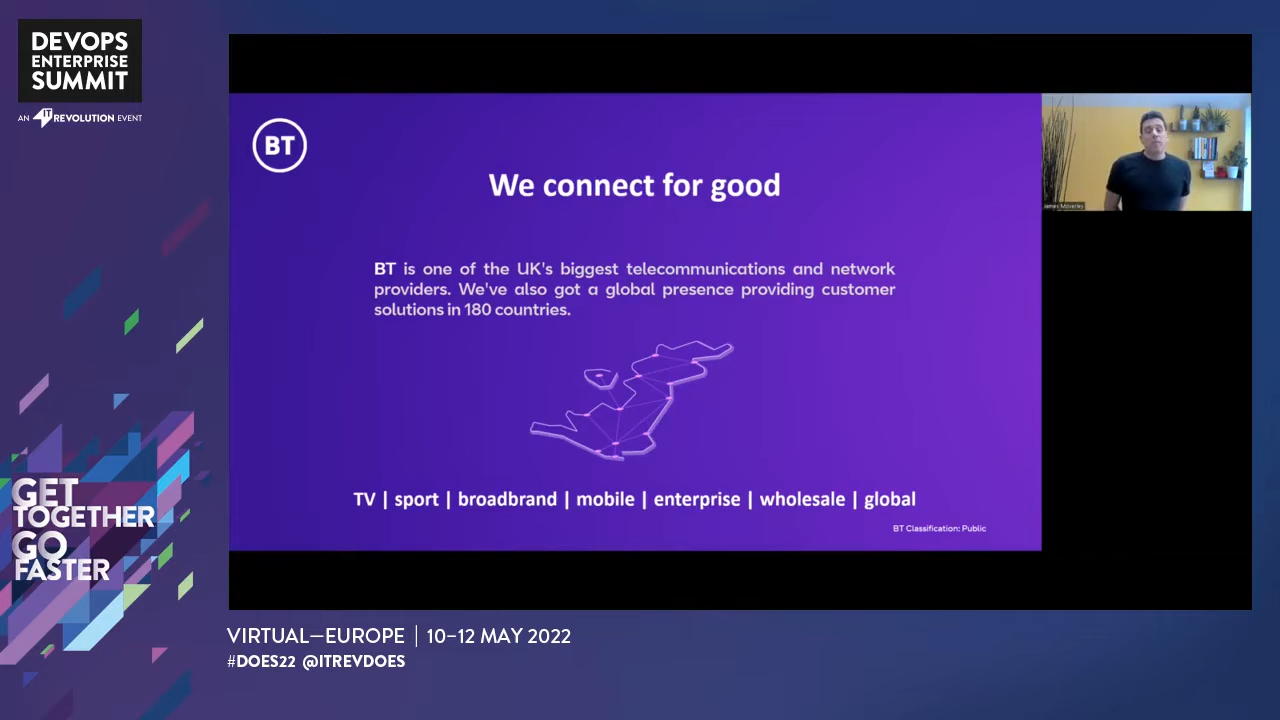 DEVOPS
ENTERPRISE
SUMMIT
AN IT REVOLUTION EVENT
BT
We connect for good
BT is one of the UK's biggest telecommunications and network
providers. We've also got a global presence providing customer
solutions in 180 countries.
TV | sport | broadbrand | mobile | enterprise | wholesale | global
BT Classification: Public
James Moverley
GET
TOGETHER
GO
FASTER
VIRTUAL—EUROPE | 10–12 MAY 2022
#DOES22 @ITREVDOES